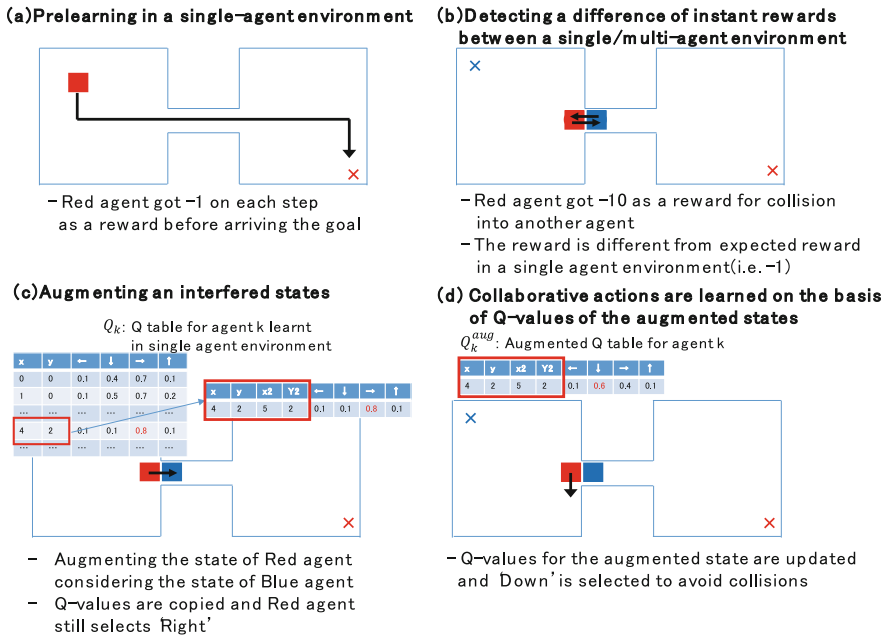 (a)Prelearning in a single-agent environment
− Red agent got −1 on each step
as a reward before arriving the goal
(b)Detecting a difference of instant rewards
between a single/multi-agent environment
− Red agent got −10 as a reward for collision
into another agent
− The reward is different from expected reward
in a single agent environment(i.e. −1)
(c)Augmenting an interfered states
Q_k: Q table for agent k learnt
in single agent environment
x y ← ↓ → ↑
0 0 0.1 0.4 0.7 0.1
1 0 0.1 0.5 0.7 0.2
... ... ... ... ... ...
4 2 0.1 0.1 0.8 0.1
... ... ... ... ... ...
x y x2 Y2 ← ↓ → ↑
4 2 5 2 0.1 0.1 0.8 0.1
− Augmenting the state of Red agent
considering the state of Blue agent
− Q-values are copied and Red agent
still selects 'Right'
(d) Collaborative actions are learned on the basis
of Q-values of the augmented states
Q_k^aug: Augmented Q table for agent k
x y x2 Y2 ← ↓ → ↑
4 2 5 2 0.1 0.6 0.4 0.1
− Q-values for the augmented state are updated
and 'Down' is selected to avoid collisions